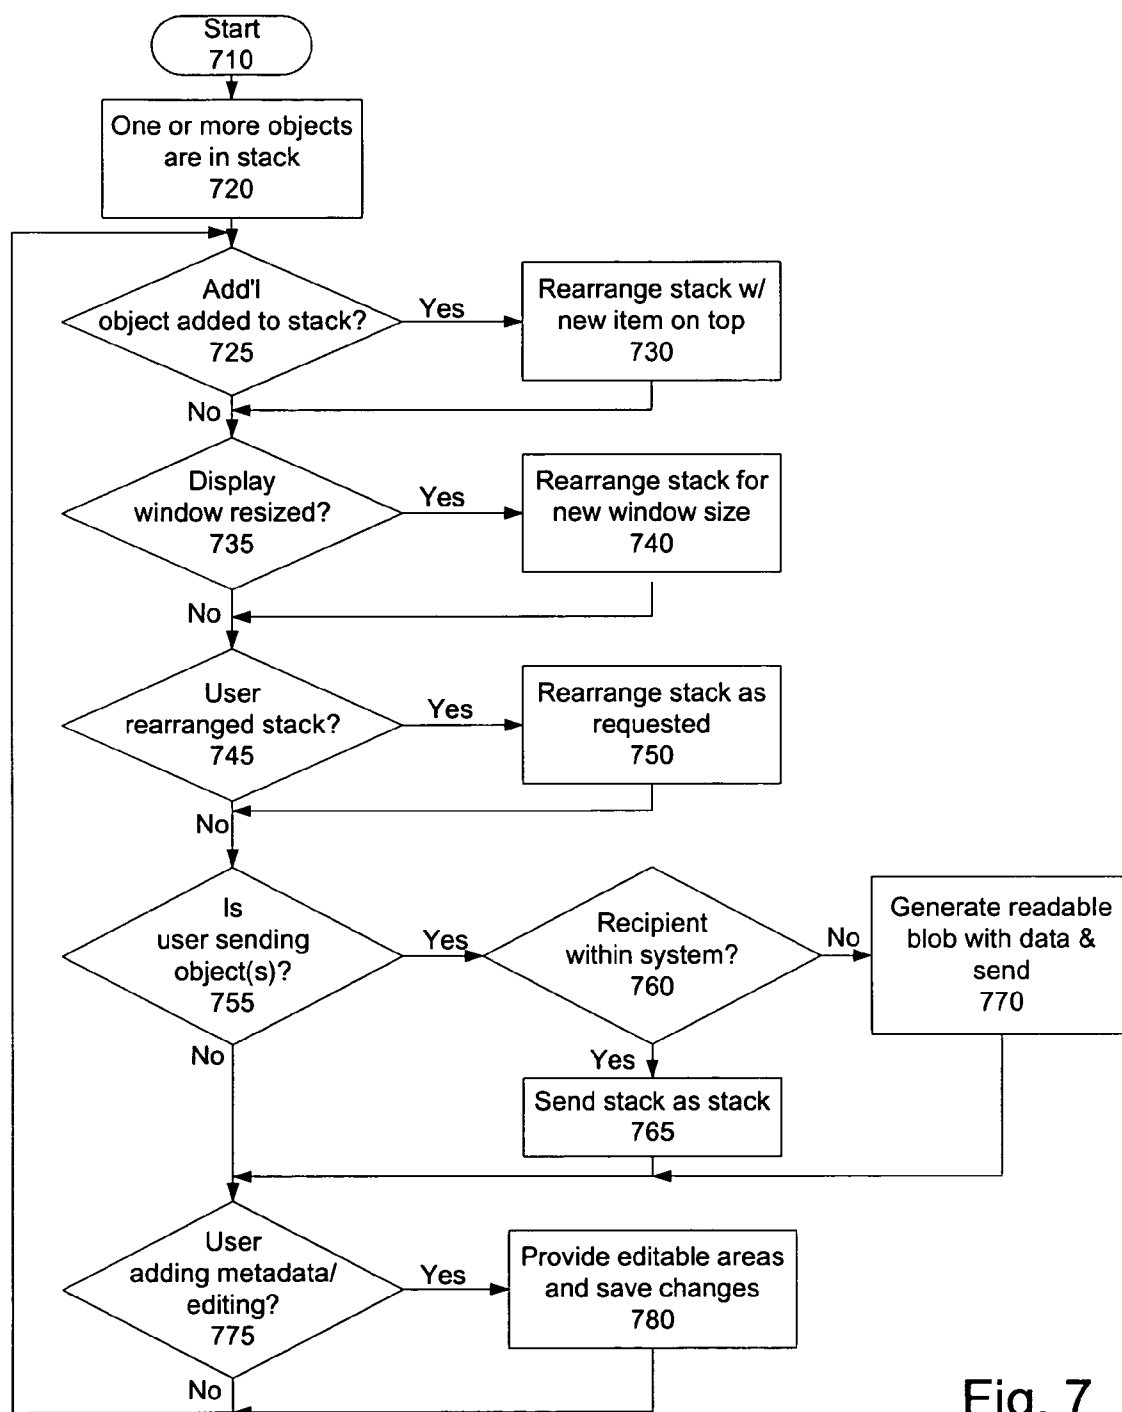 Start
710
One or more objects
are in stack
720
Add'l
object added to stack?
725
Yes
Rearrange stack w/
new item on top
730
No
Display
window resized?
735
Yes
Rearrange stack for
new window size
740
No
User
rearranged stack?
745
Yes
Rearrange stack as
requested
750
No
Is
user sending
object(s)?
755
Yes
Recipient
within system?
760
No
Generate readable
blob with data &
send
770
No
Yes
Send stack as stack
765
User
adding metadata/
editing?
775
Yes
Provide editable areas
and save changes
780
No
Fig. 7